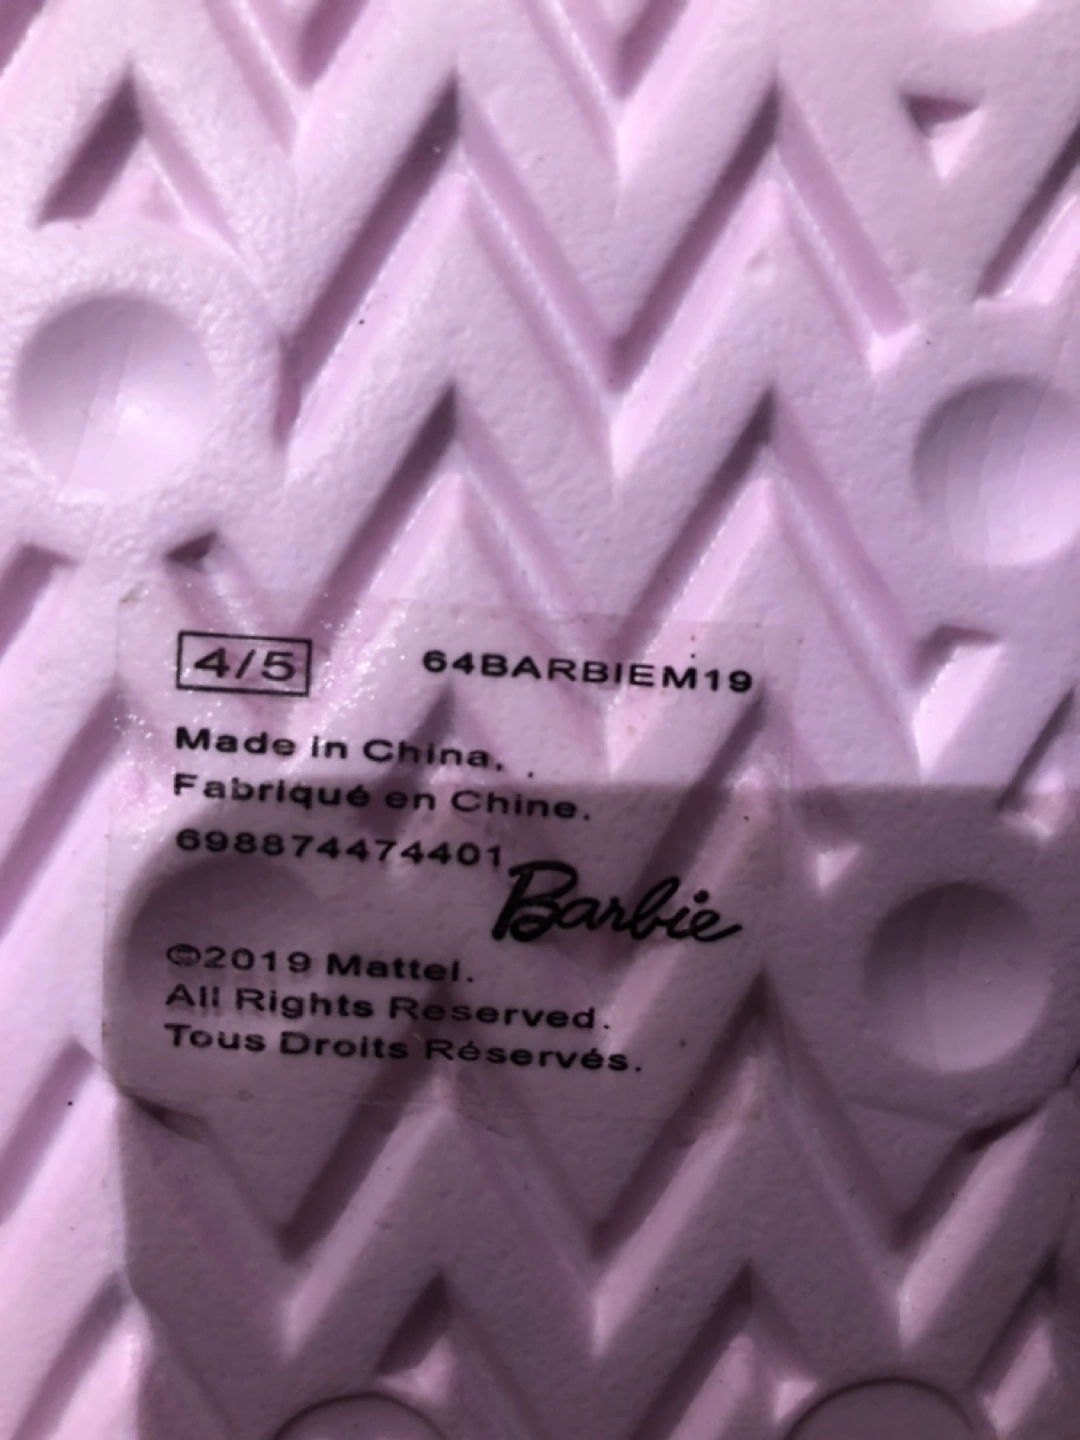 4/5 64BARBIEM19
Made in China.
Fabriqué en Chine.
698874474401
Barbie
©2019 Mattel.
All Rights Reserved.
Tous Droits Réservés.